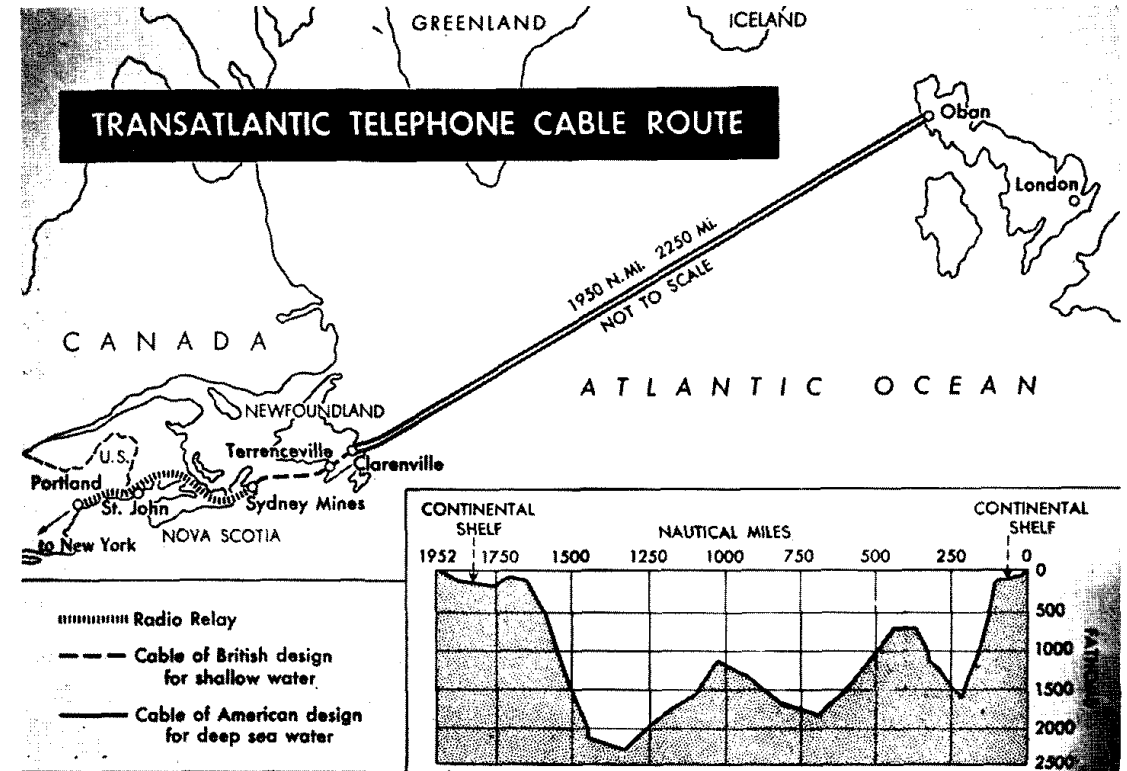 GREENLAND
ICELAND
TRANSATLANTIC TELEPHONE CABLE ROUTE
Oban
London
1950 N.Mi. 2250 Mi.
NOT TO SCALE
CANADA
ATLANTIC OCEAN
NEWFOUNDLAND
Terrenceville
Clarenville
U.S.
Portland
St. John
Sydney Mines
NOVA SCOTIA
to New York
CONTINENTAL
SHELF
NAUTICAL MILES
CONTINENTAL
SHELF
1952 1750 1500 1250 1000 750 500 250 0
0
500
1000
1500
2000
2500
FATHOMS
Radio Relay
Cable of British design
for shallow water
Cable of American design
for deep sea water